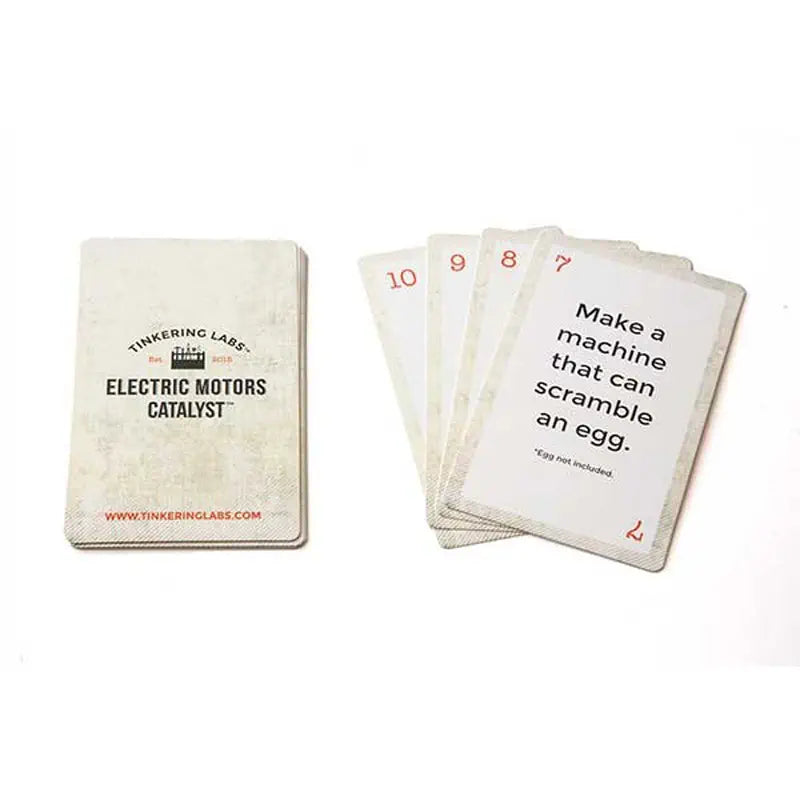 TINKERING LABS™
Est. 2015
ELECTRIC MOTORS
CATALYST™
WWW.TINKERINGLABS.COM
10
9
8
7
Make a
machine
that can
scramble
an egg.
*Egg not included.
7